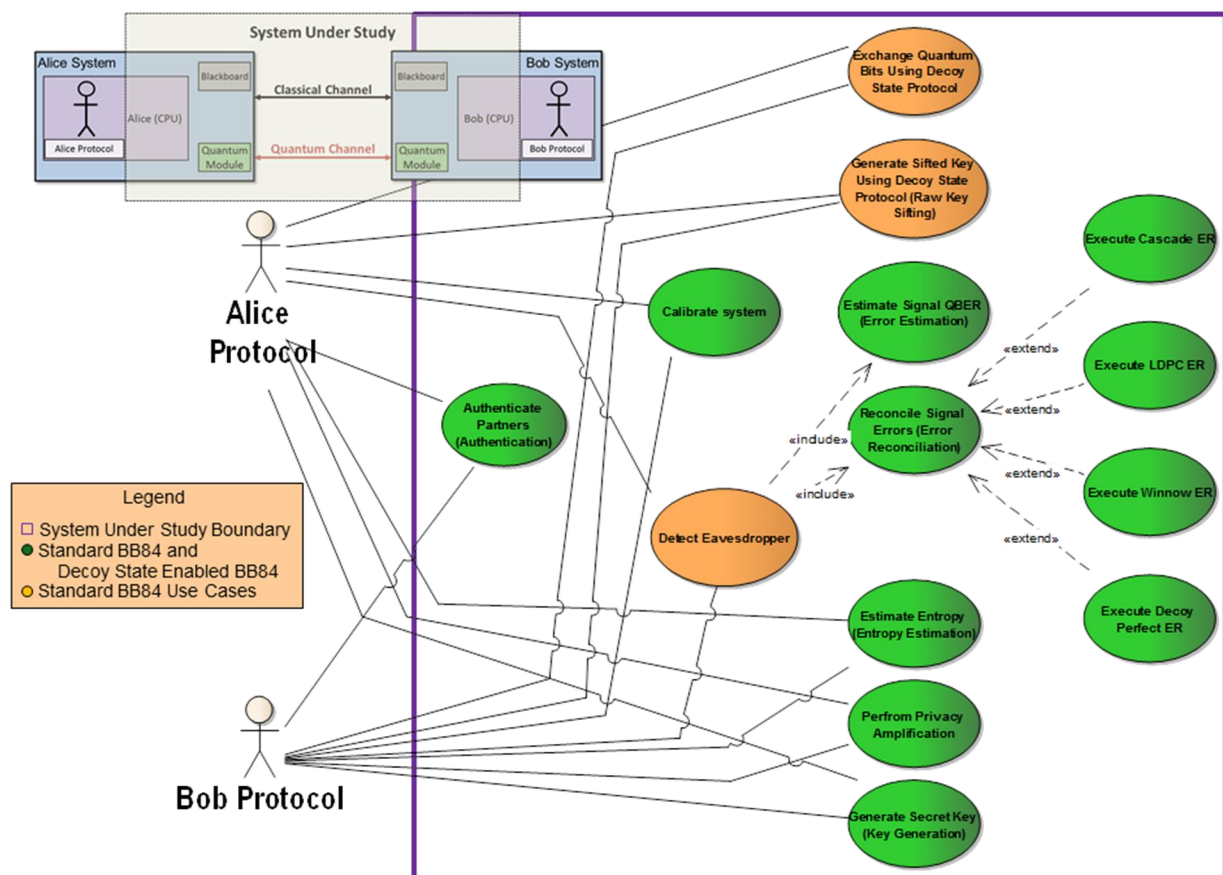 System Under Study
Alice System
Bob System
Blackboard
Blackboard
Classical Channel
Alice (CPU)
Bob (CPU)
Alice Protocol
Quantum
Module
Quantum Channel
Quantum
Module
Bob Protocol
Exchange Quantum
Bits Using Decoy
State Protocol
Generate Sifted Key
Using Decoy State
Protocol (Raw Key
Sifting)
Execute Cascade ER
Alice
Protocol
Calibrate system
Estimate Signal QBER
(Error Estimation)
«extend»
Execute LDPC ER
«extend»
Authenticate
Partners
(Authentication)
Reconcile Signal
Errors (Error
Reconciliation)
«include»
«extend»
«include»
Execute Winnow ER
«extend»
Legend
System Under Study Boundary
Standard BB84 and
Decoy State Enabled BB84
Standard BB84 Use Cases
Detect Eavesdropper
Execute Decoy
Perfect ER
Estimate Entropy
(Entropy Estimation)
Perfrom Privacy
Amplification
Bob Protocol
Generate Secret Key
(Key Generation)